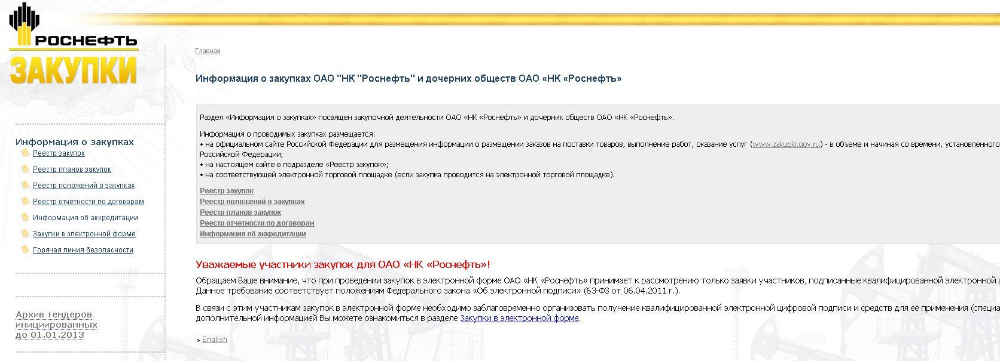 РОСНЕФТЬ
ЗАКУПКИ
Информация о закупках
Реестр закупок
Реестр планов закупок
Реестр положений о закупках
Реестр отчетности по договорам
Информация об аккредитации
Закупки в электронной форме
Горячая линия безопасности
Архив тендеров
инициированных
до 01.01.2013
Главная
Информация о закупках ОАО "НК "Роснефть" и дочерних обществ ОАО «НК «Роснефть»
Раздел «Информация о закупках» посвящен закупочной деятельности ОАО «НК «Роснефть» и дочерних обществ ОАО «НК «Роснефть».
Информация о проводимых закупках размещается:
• на официальном сайте Российской Федерации для размещения информации о размещении заказов на поставки товаров, выполнение работ, оказание услуг (www.zakupki.gov.ru) - в объеме и начиная со времени, установленного
Российской Федерации;
• на настоящем сайте в подразделе «Реестр закупок»;
• на соответствующей электронной торговой площадке (если закупка проводится на электронной торговой площадке).
Реестр закупок
Реестр положений о закупках
Реестр планов закупок
Реестр отчетности по договорам
Информация об аккредитации
Уважаемые участники закупок для ОАО «НК «Роснефть»!
Обращаем Ваше внимание, что при проведении закупок в электронной форме ОАО «НК «Роснефть» принимает к рассмотрению только заявки участников, подписанные квалифицированной электронной
Данное требование соответствует положениям Федерального закона «Об электронной подписи» (63-ФЗ от 06.04.2011 г.).
В связи с этим участникам закупок в электронной форме необходимо заблаговременно организовать получение квалифицированной электронной цифровой подписи и средств для её применения (специа
дополнительной информацией Вы можете ознакомиться в разделе Закупки в электронной форме.
» English